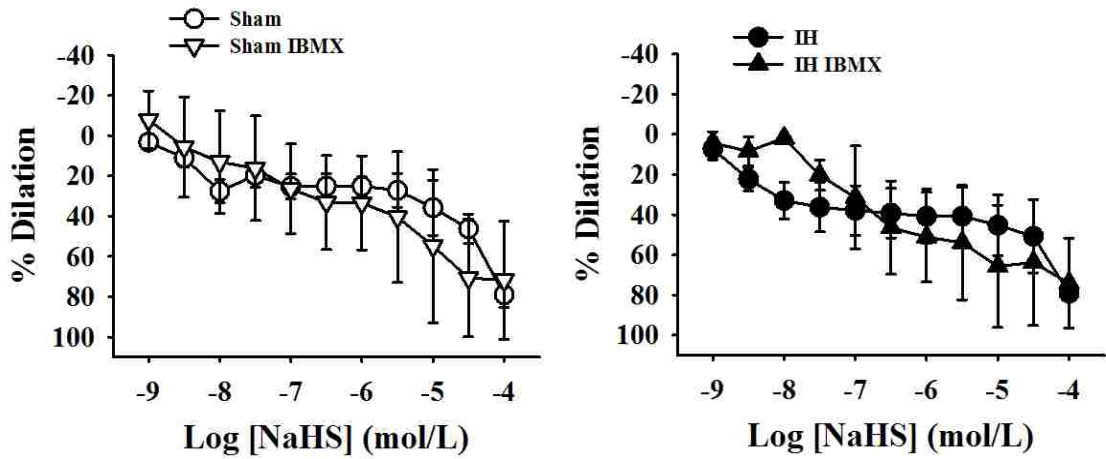 Sham
Sham IBMX
-40
-20
0
20
40
60
80
100
% Dilation
-9 -8 -7 -6 -5 -4
Log [NaHS] (mol/L)
IH
IH IBMX
-40
-20
0
20
40
60
80
100
% Dilation
-9 -8 -7 -6 -5 -4
Log [NaHS] (mol/L)